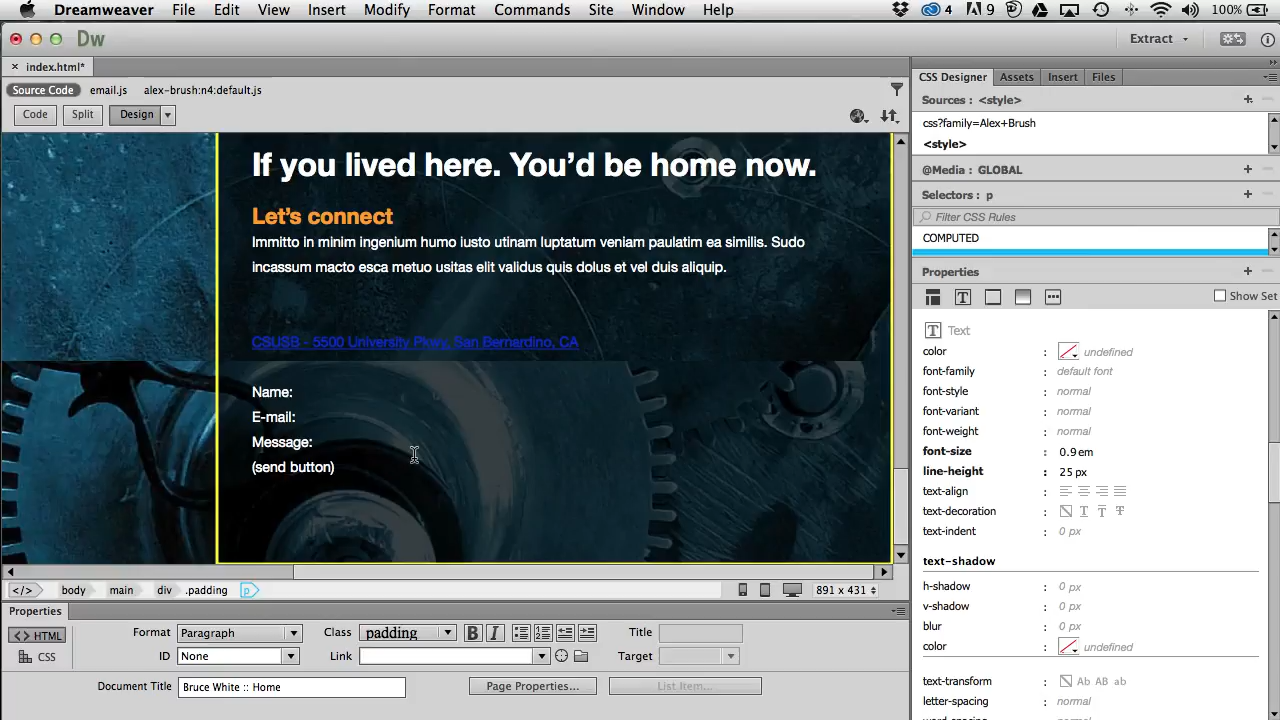 Dreamweaver File Edit View Insert Modify Format Commands Site Window Help 4 9 100%
Dw Extract
× index.html*
Source Code email.js alex-brush:n4:default.js
Code Split Design
If you lived here. You'd be home now.
Let's connect
Immitto in minim ingenium humo iusto utinam luptatum veniam paulatim ea similis. Sudo
incassum macto esca metuo usitas elit validus quis dolus et vel duis aliquip.
CSUSB - 5500 University Pkwy, San Bernardino, CA
Name:
E-mail:
Message:
(send button)
</> body main div .padding p 891 x 431
Properties
<> HTML Format Paragraph Class padding B I Title
CSS ID None Link Target
Document Title Bruce White :: Home Page Properties... List Item...
CSS Designer Assets Insert Files
Sources : <style>
css?family=Alex+Brush
<style>
@Media : GLOBAL
Selectors : p
Filter CSS Rules
COMPUTED
Properties
T Show Set
T Text
color : undefined
font-family : default font
font-style : normal
font-variant : normal
font-weight : normal
font-size : 0.9 em
line-height : 25 px
text-align :
text-decoration : T T T
text-indent : 0 px
text-shadow
h-shadow : 0 px
v-shadow : 0 px
blur : 0 px
color : undefined
text-transform : Ab AB ab
letter-spacing : normal
word-spacing : normal